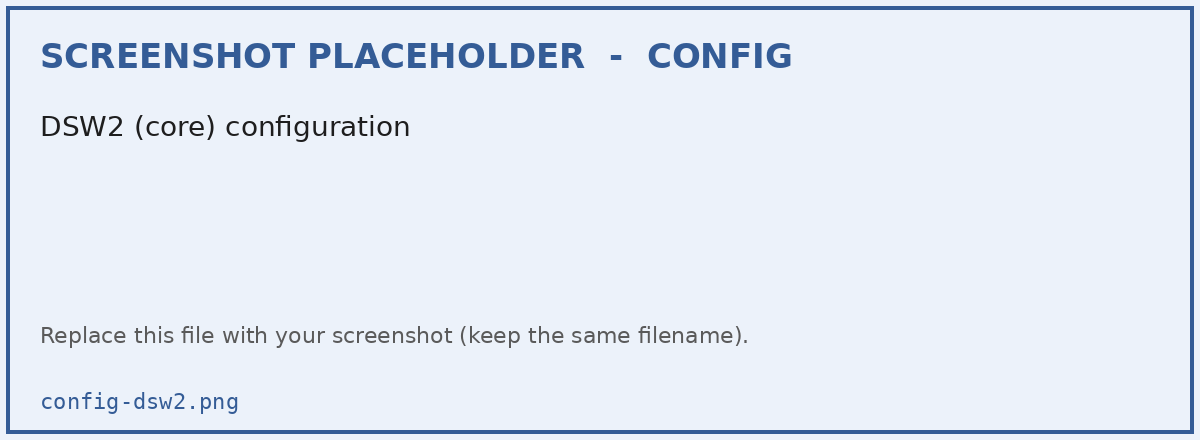 SCREENSHOT PLACEHOLDER - CONFIG
DSW2 (core) configuration
Replace this file with your screenshot (keep the same filename).
config-dsw2.png